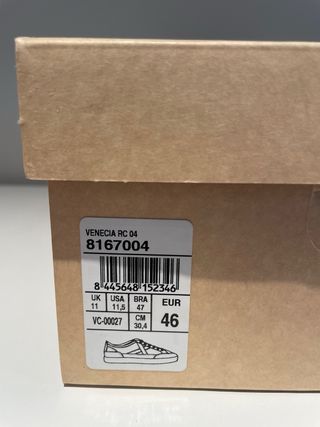 VENECIA RC 04
8167004
8 445648 152346
UK USA BRA EUR
11 11,5 47 46
VC-00027 CM 30,4